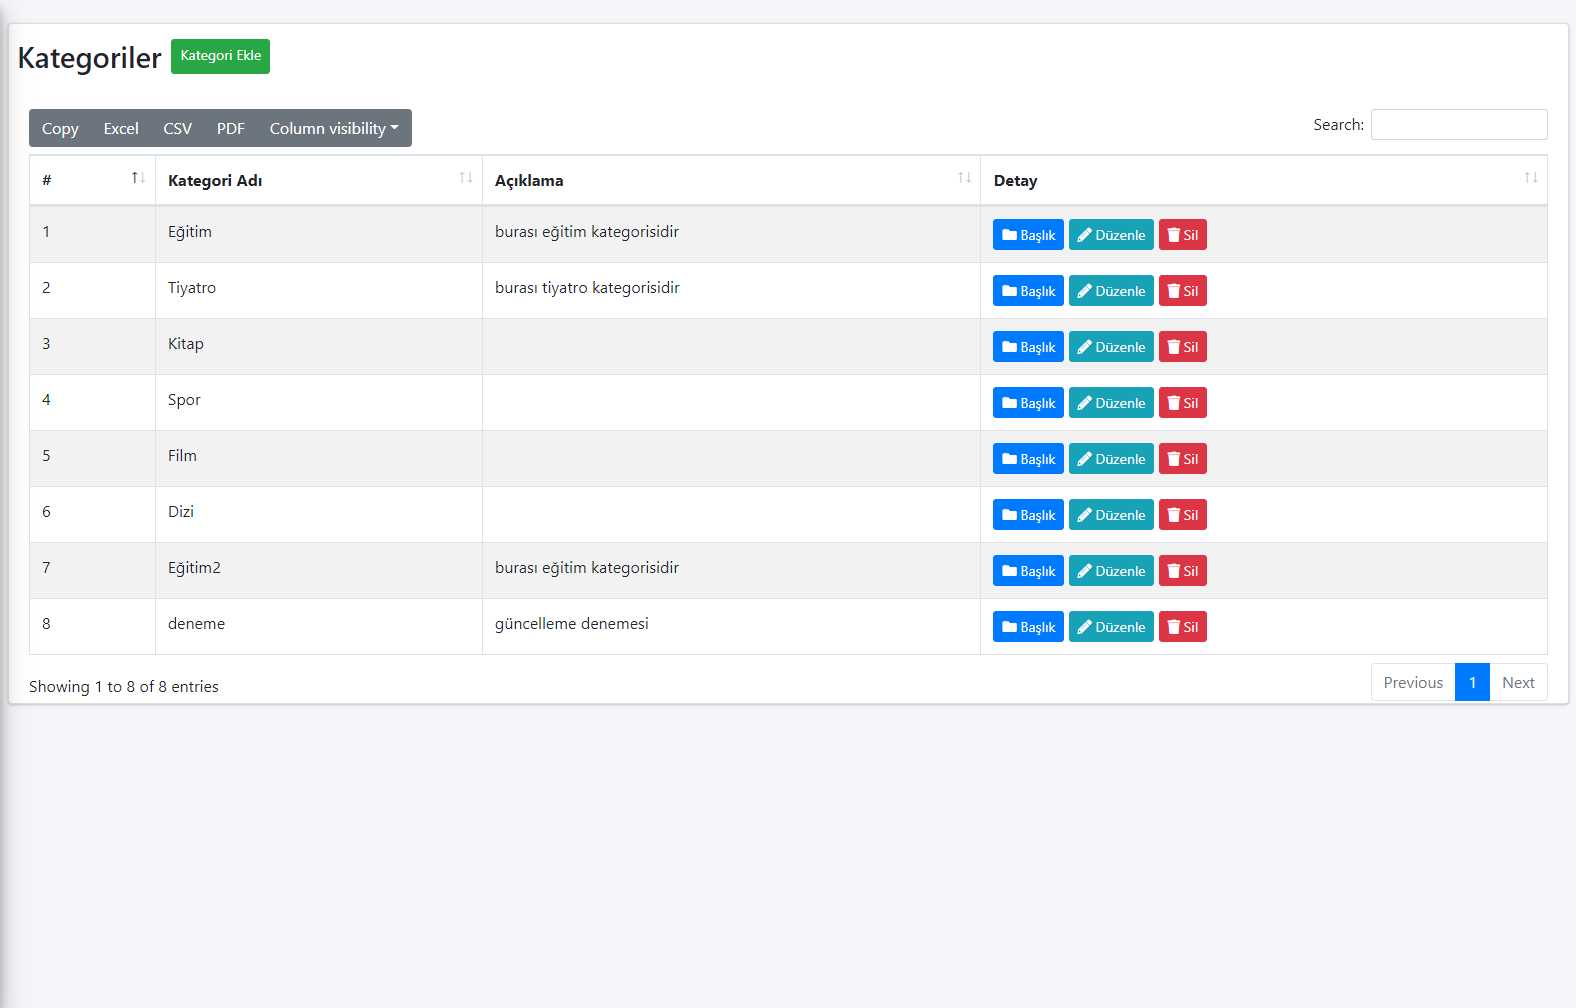 Kategoriler Kategori Ekle
Copy Excel CSV PDF Column visibility Search:
# Kategori Adı Açıklama Detay
1 Eğitim burası eğitim kategorisidir Başlık Düzenle Sil
2 Tiyatro burası tiyatro kategorisidir Başlık Düzenle Sil
3 Kitap Başlık Düzenle Sil
4 Spor Başlık Düzenle Sil
5 Film Başlık Düzenle Sil
6 Dizi Başlık Düzenle Sil
7 Eğitim2 burası eğitim kategorisidir Başlık Düzenle Sil
8 deneme güncelleme denemesi Başlık Düzenle Sil
Showing 1 to 8 of 8 entries Previous 1 Next